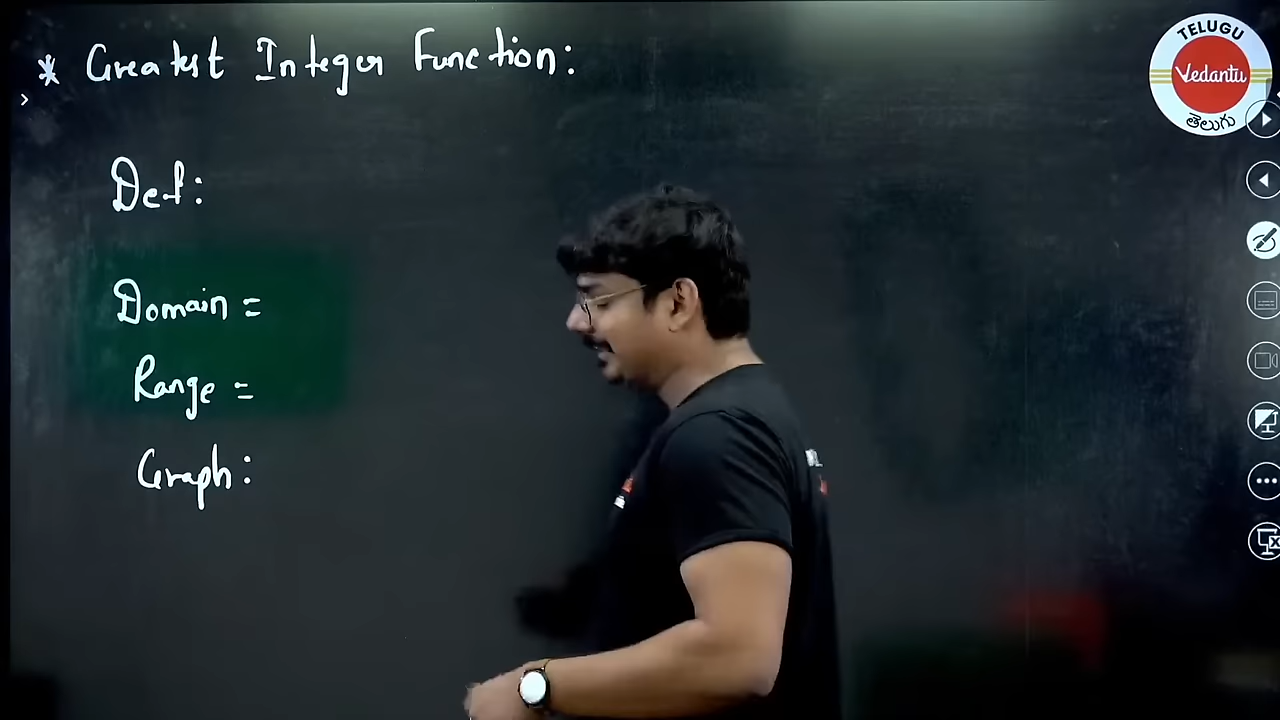 * Greatest Integer Function:
TELUGU
Vedantu
తెలుగు
Def:
Domain =
Range =
Graph: